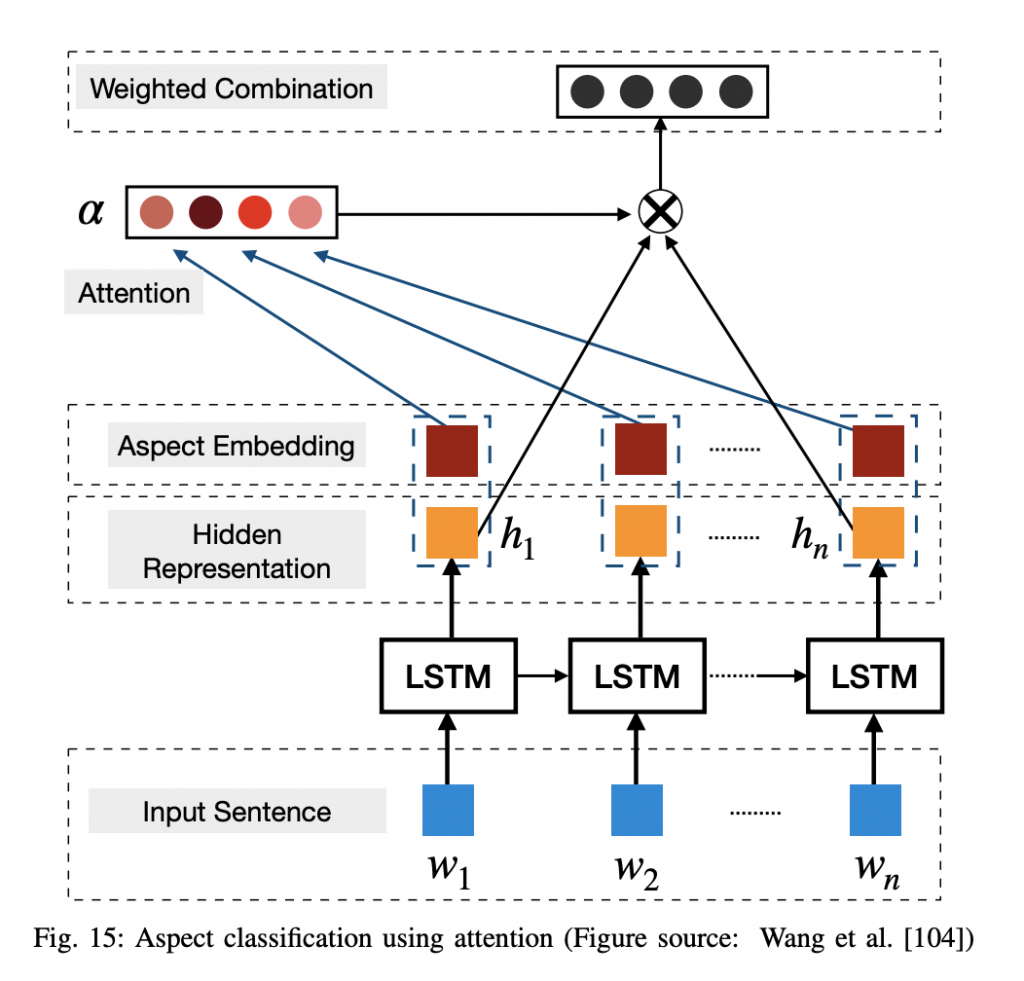 Weighted Combination
α
Attention
Aspect Embedding
Hidden
Representation
h₁
hₙ
LSTM
LSTM
LSTM
Input Sentence
w₁
w₂
wₙ
Fig. 15: Aspect classification using attention (Figure source: Wang et al. [104])